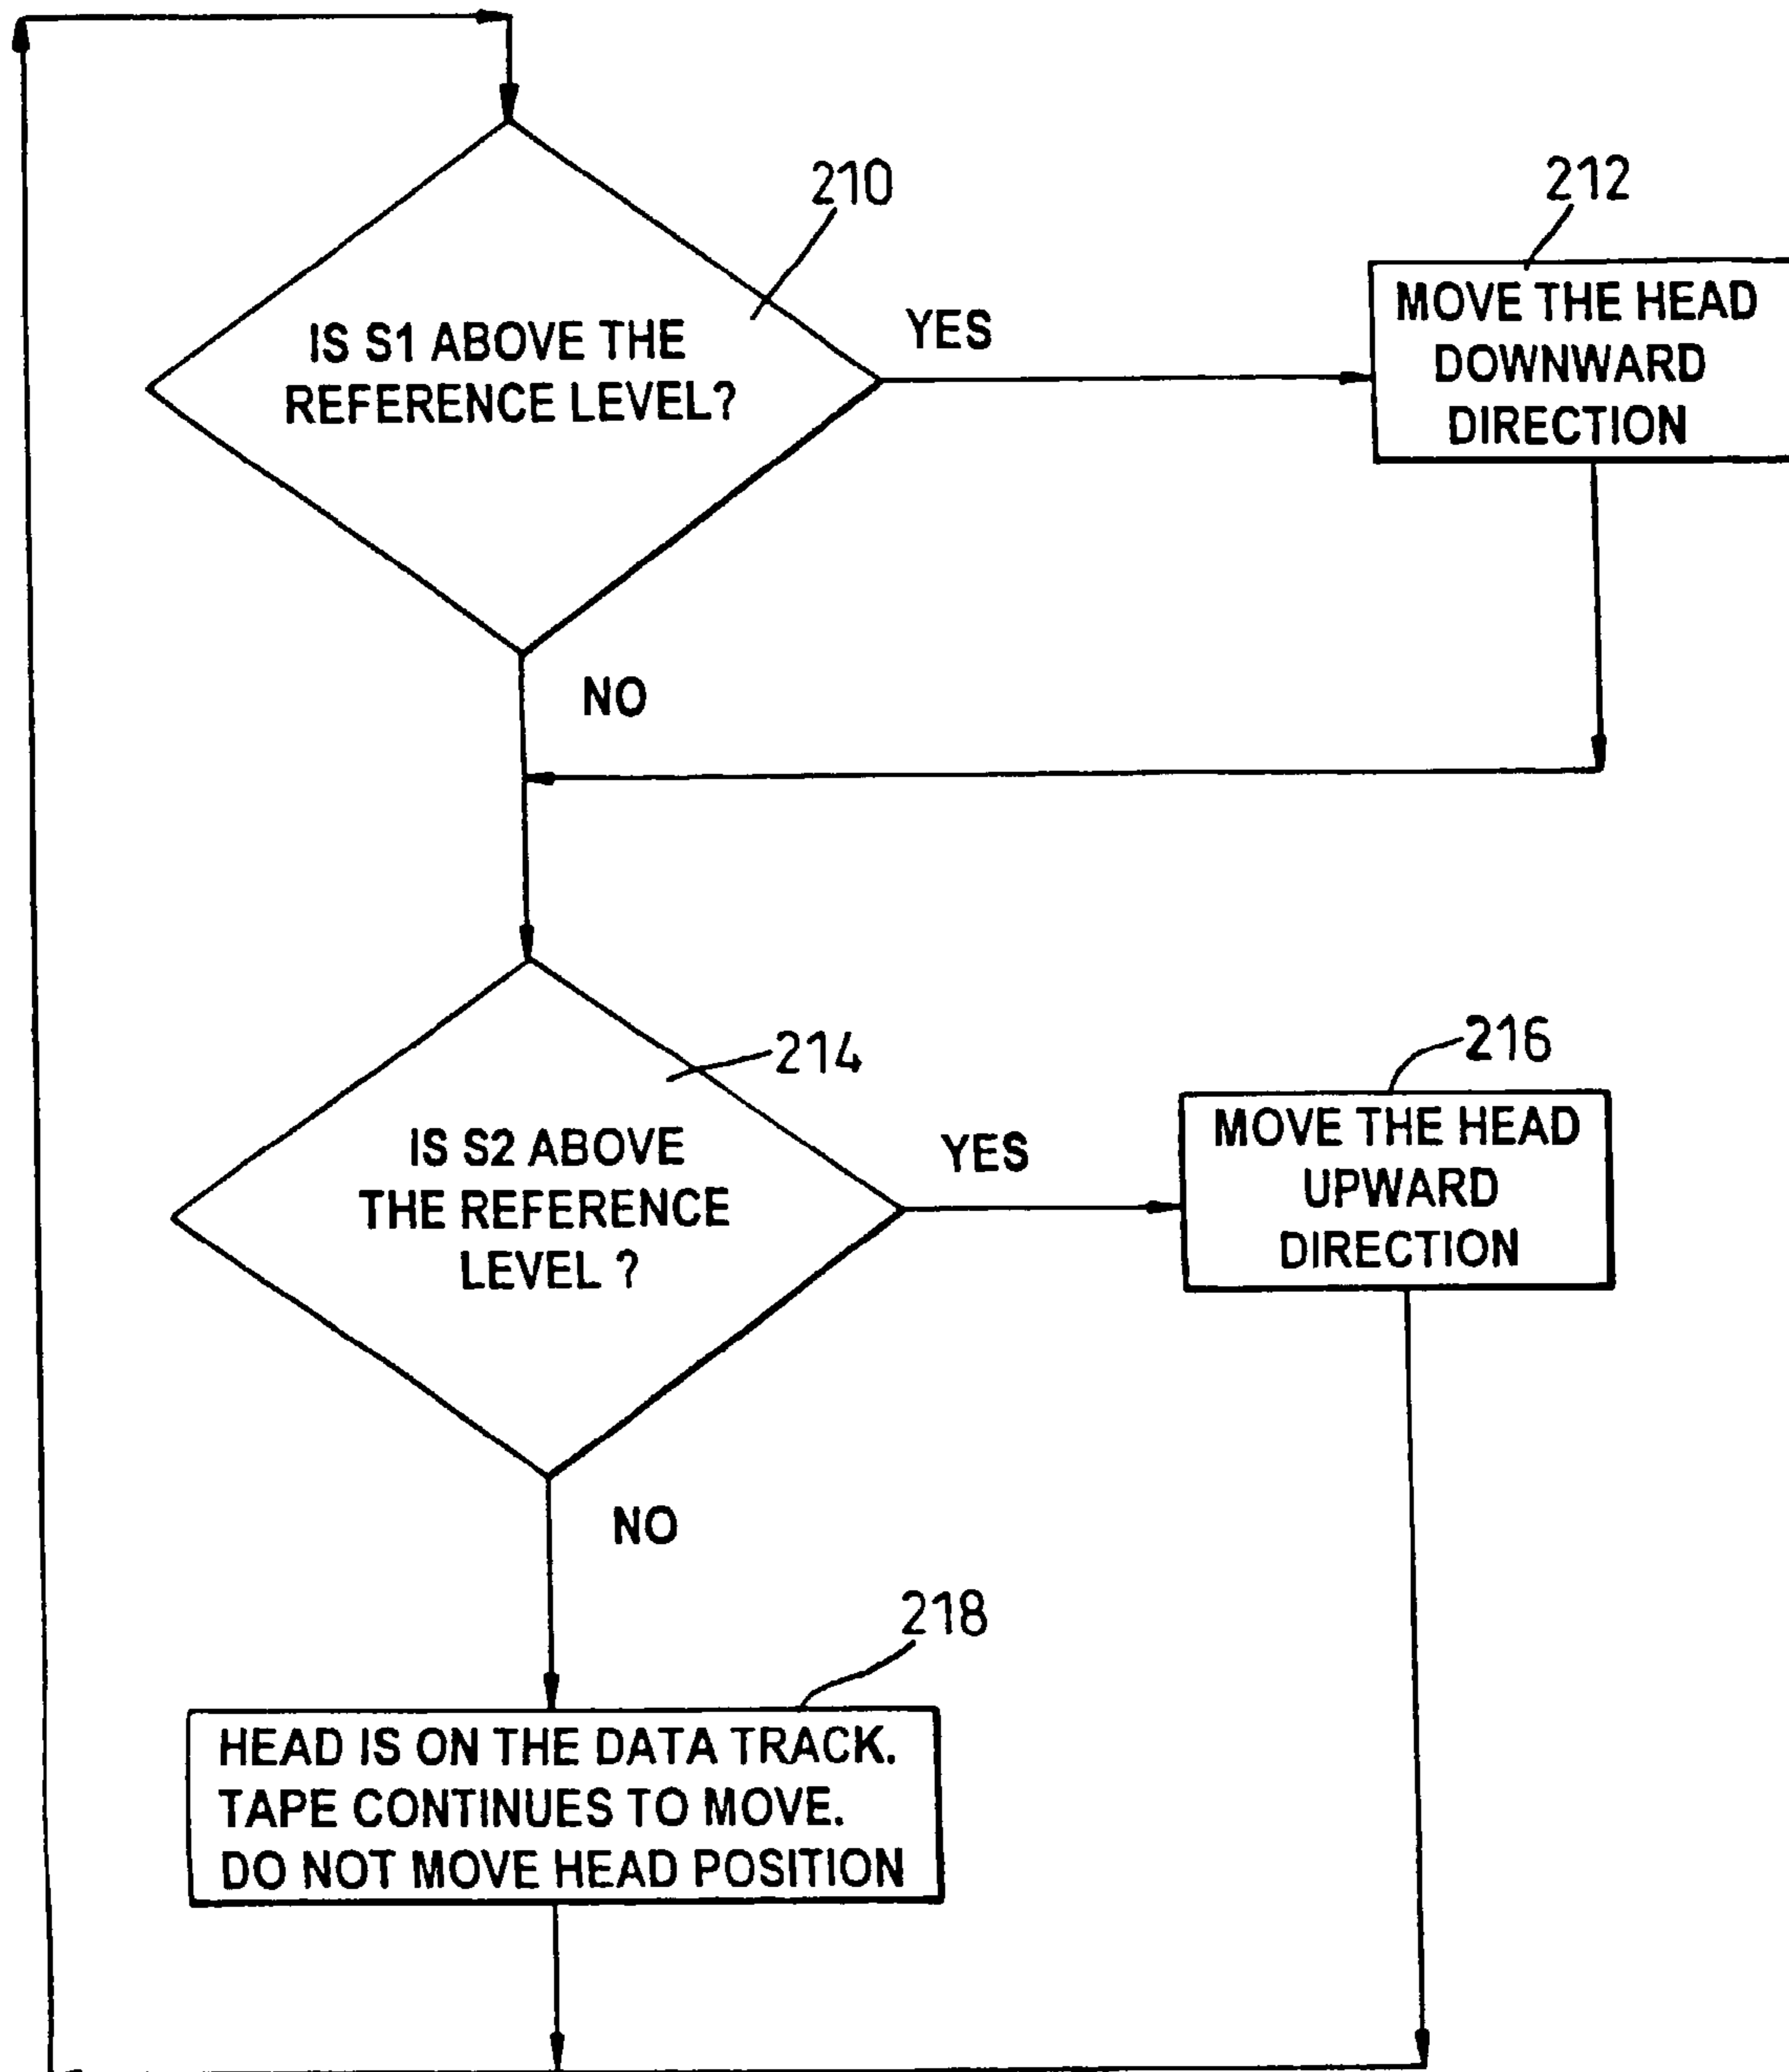 210
212
IS S1 ABOVE THE
REFERENCE LEVEL?
YES
MOVE THE HEAD
DOWNWARD
DIRECTION
NO
214
216
IS S2 ABOVE
THE REFERENCE
LEVEL ?
YES
MOVE THE HEAD
UPWARD
DIRECTION
NO
218
HEAD IS ON THE DATA TRACK.
TAPE CONTINUES TO MOVE.
DO NOT MOVE HEAD POSITION